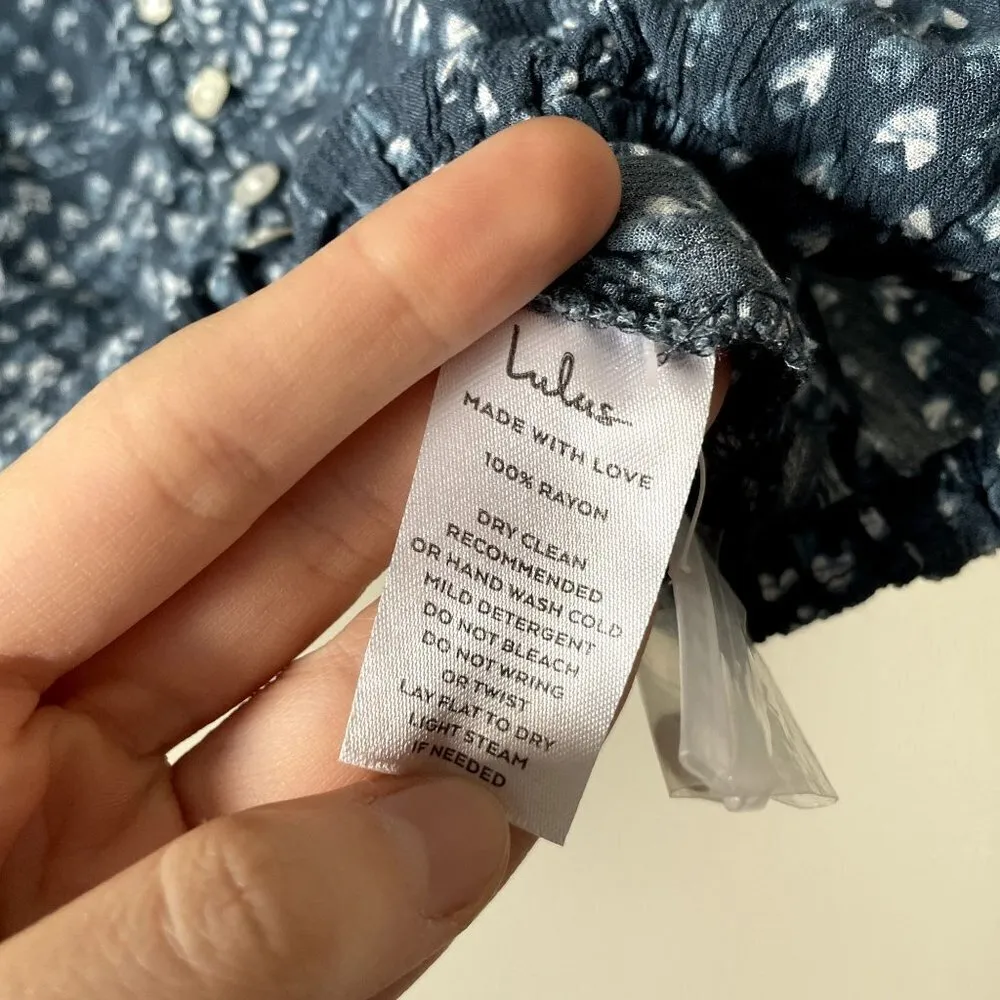 Lulus
MADE WITH LOVE
100% RAYON
DRY CLEAN
RECOMMENDED
OR HAND WASH COLD
MILD DETERGENT
DO NOT BLEACH
DO NOT WRING
OR TWIST
LAY FLAT TO DRY
LIGHT STEAM
IF NEEDED